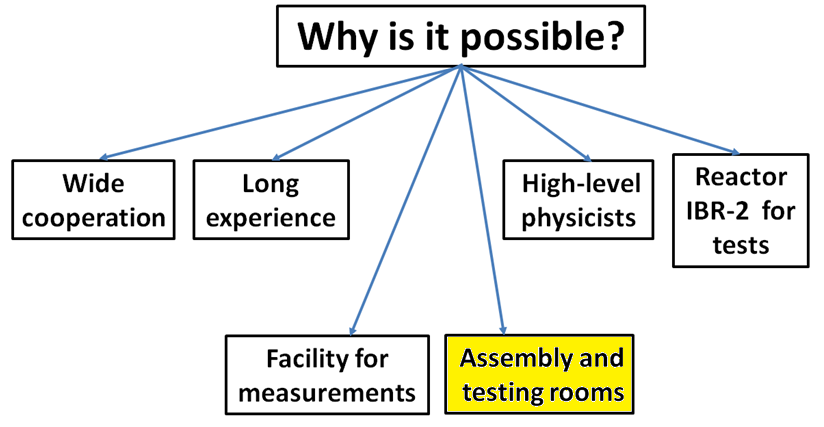 Why is it possible?
Wide
cooperation
Long
experience
High-level
physicists
Reactor
IBR-2 for
tests
Facility for
measurements
Assembly and
testing rooms